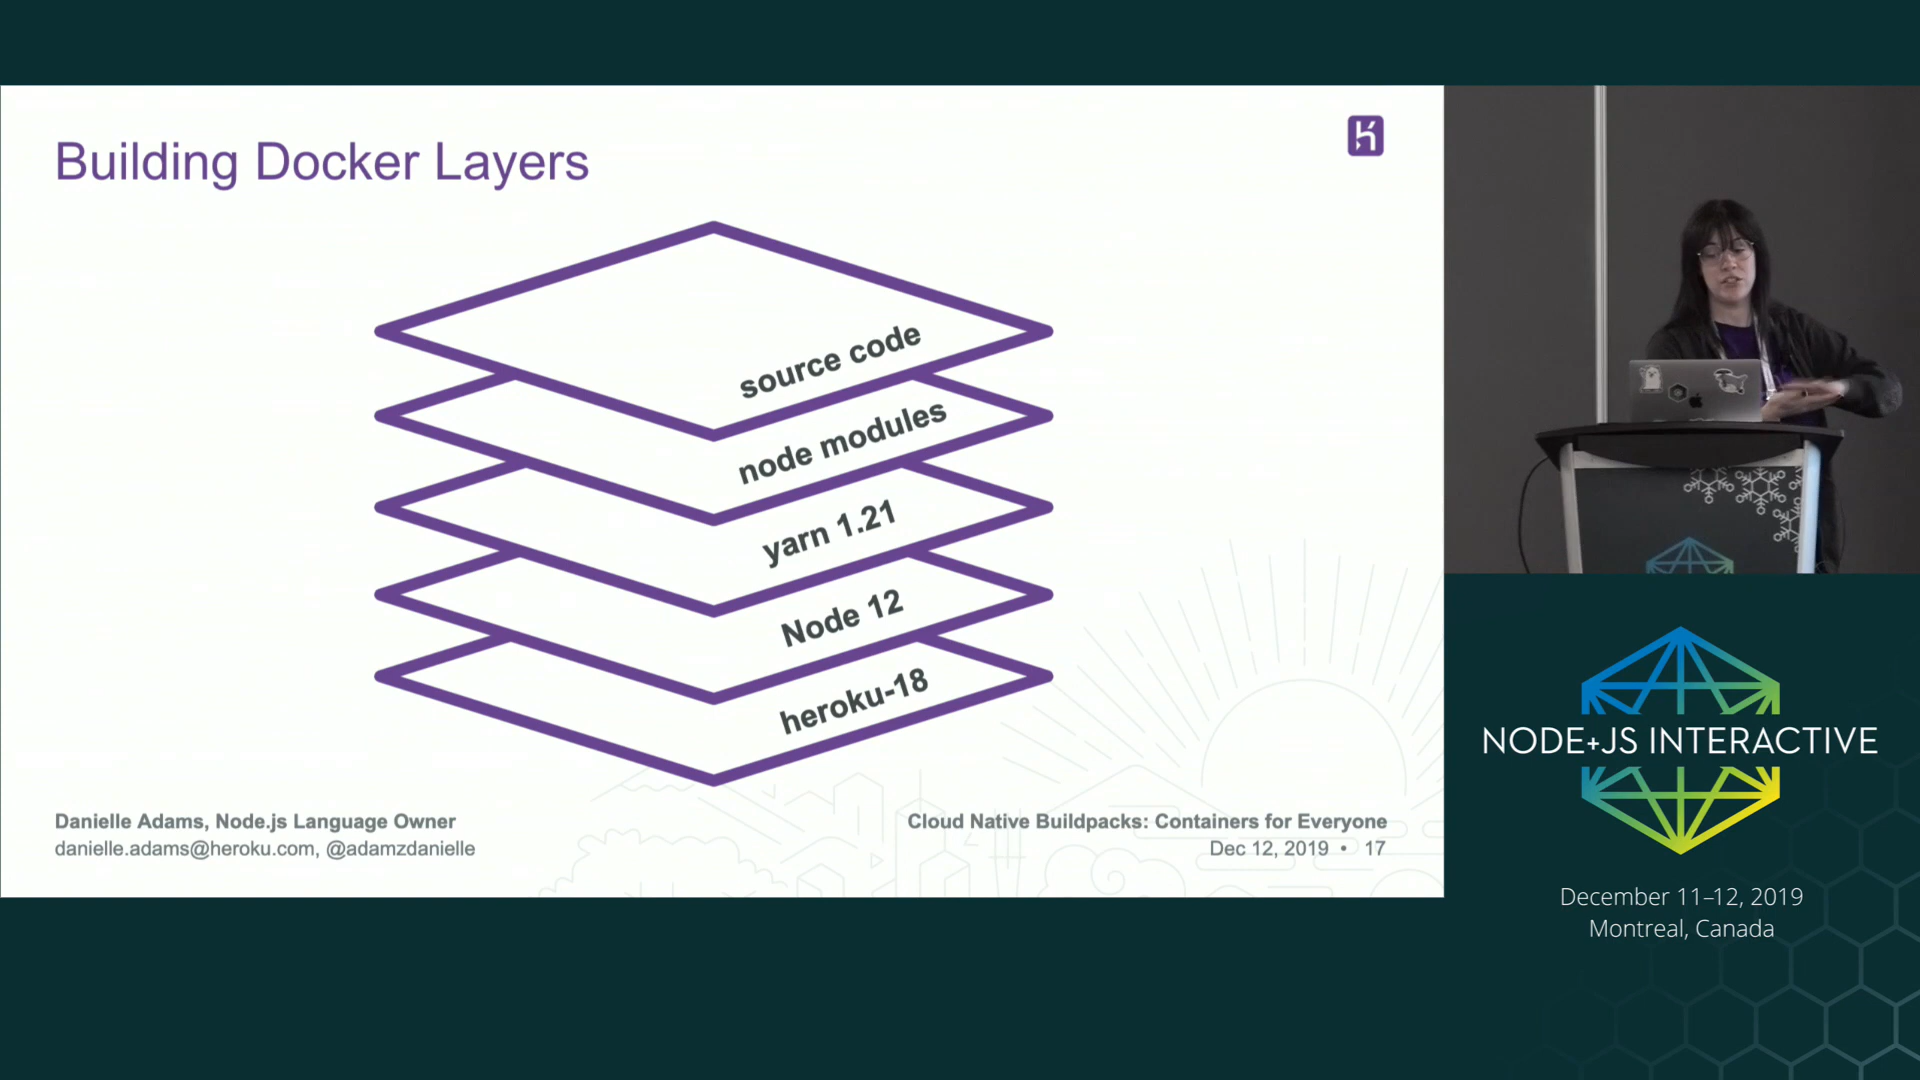 Building Docker Layers
source code
node modules
yarn 1.21
Node 12
heroku-18
Danielle Adams, Node.js Language Owner
danielle.adams@heroku.com, @adamzdanielle
Cloud Native Buildpacks: Containers for Everyone
Dec 12, 2019 • 17
NODE+JS INTERACTIVE
December 11–12, 2019
Montreal, Canada